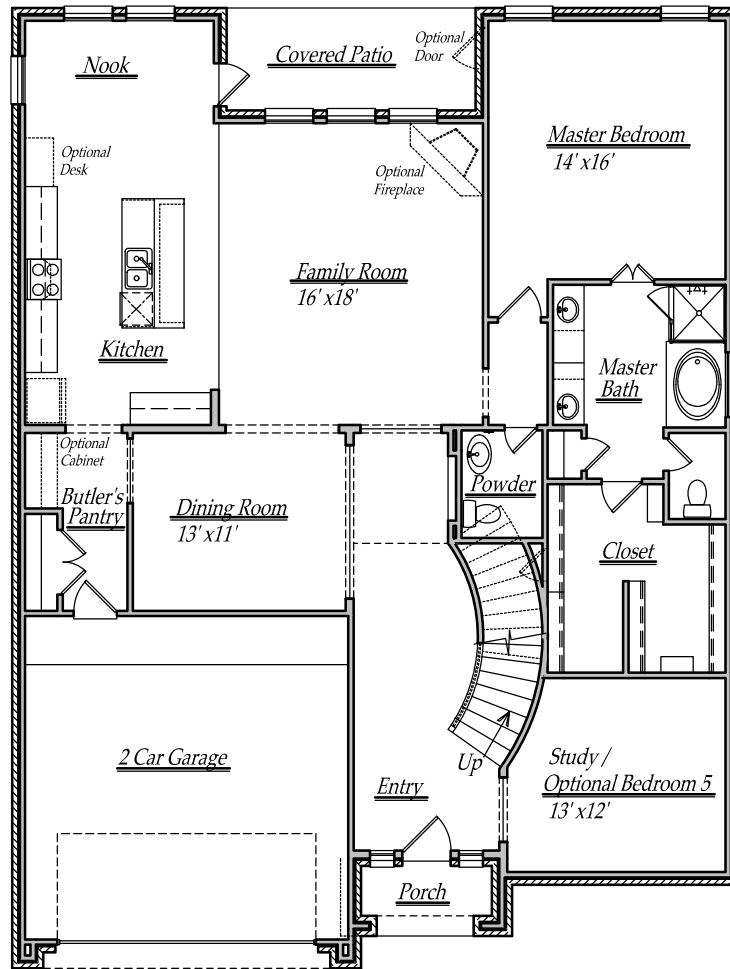 Nook
Covered Patio
Optional
Door
Master Bedroom
14' x16'
Optional
Desk
Optional
Fireplace
Family Room
16' x18'
Kitchen
Master
Bath
Optional
Cabinet
Butler's
Pantry
Dining Room
13' x11'
Powder
Closet
2 Car Garage
Up
Entry
Study /
Optional Bedroom 5
13' x12'
Porch